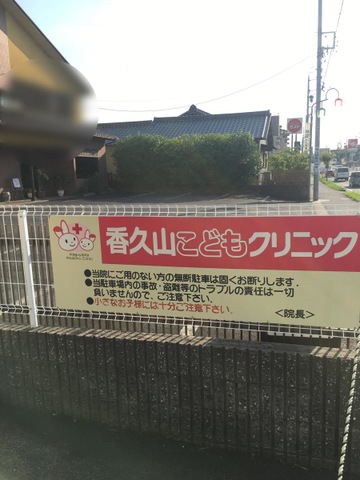 香久山こどもクリニック
●当院にご用のない方の無断駐車は固くお断りします.
●当駐車場内の事故・盗難等のトラブルの責任は一切
負いませんので、ご注意下さい.
●小さなお子様には十分ご注意下さい.
〈院長〉